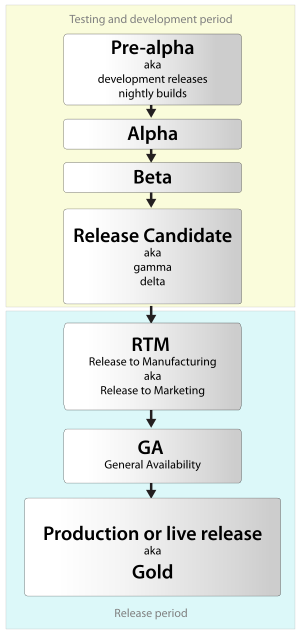 Testing and development period
Pre-alpha
aka
development releases
nightly builds
Alpha
Beta
Release Candidate
aka
gamma
delta
RTM
Release to Manufacturing
aka
Release to Marketing
GA
General Availability
Production or live release
aka
Gold
Release period